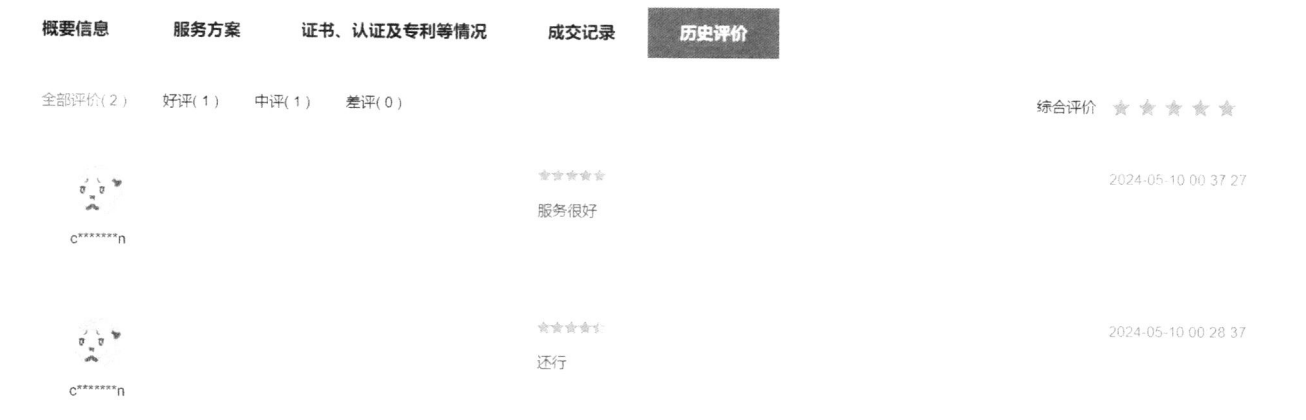 概要信息 服务方案 证书、认证及专利等情况 成交记录 历史评价
全部评价(2) 好评(1) 中评(1) 差评(0) 综合评价
2024-05-10 00:37:27
服务很好
c*******n
2024-05-10 00:28:37
还行
c*******n